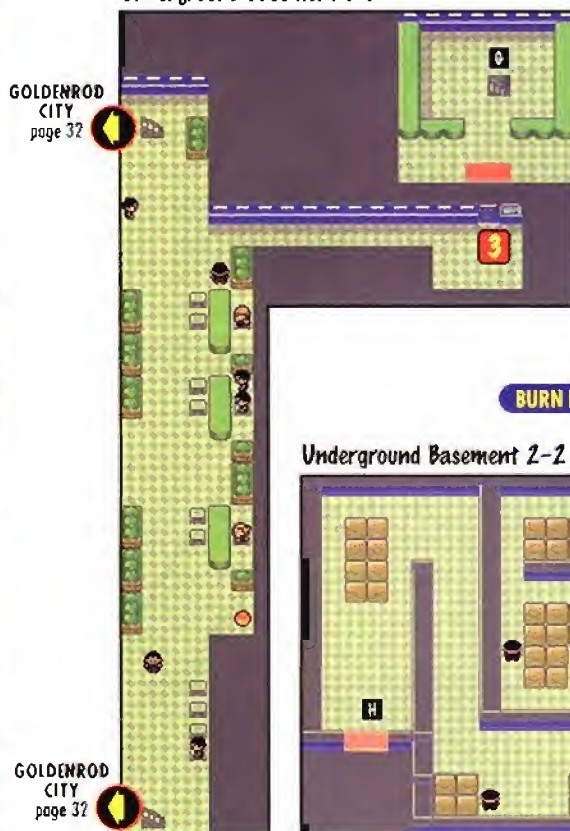 GOLDENROD
CITY
page 32
3
BURN
Underground Basement 2-2
H
GOLDENROD
CITY
page 32